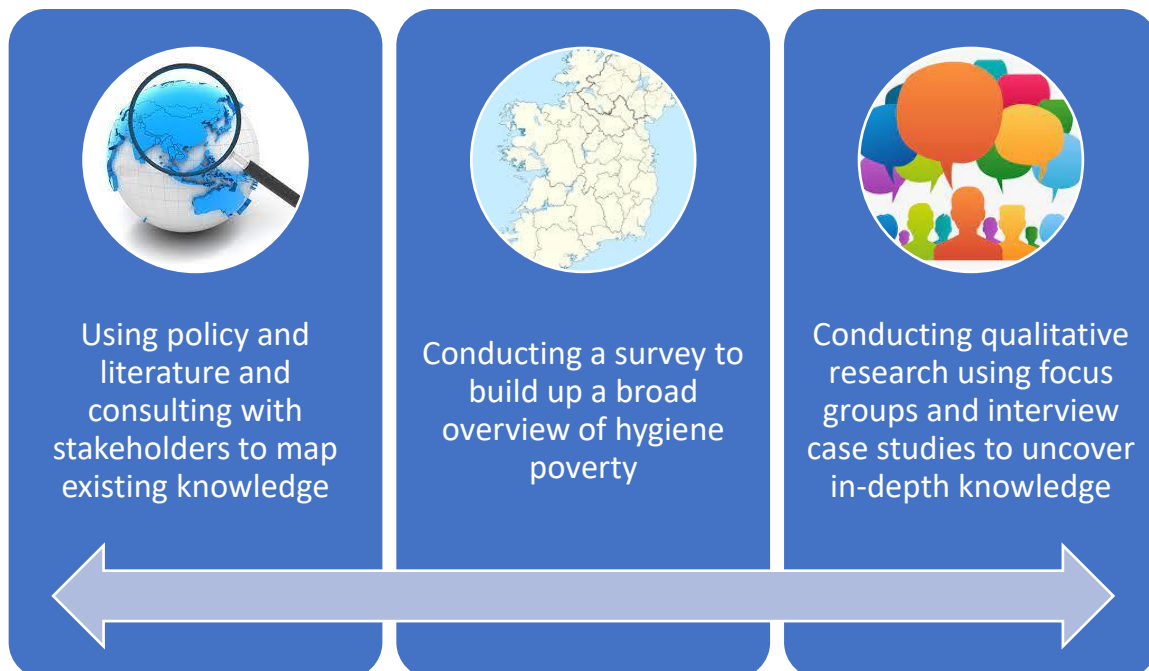 Using policy and
literature and
consulting with
stakeholders to map
existing knowledge
Conducting a survey to
build up a broad
overview of hygiene
poverty
Conducting qualitative
research using focus
groups and interview
case studies to uncover
in-depth knowledge